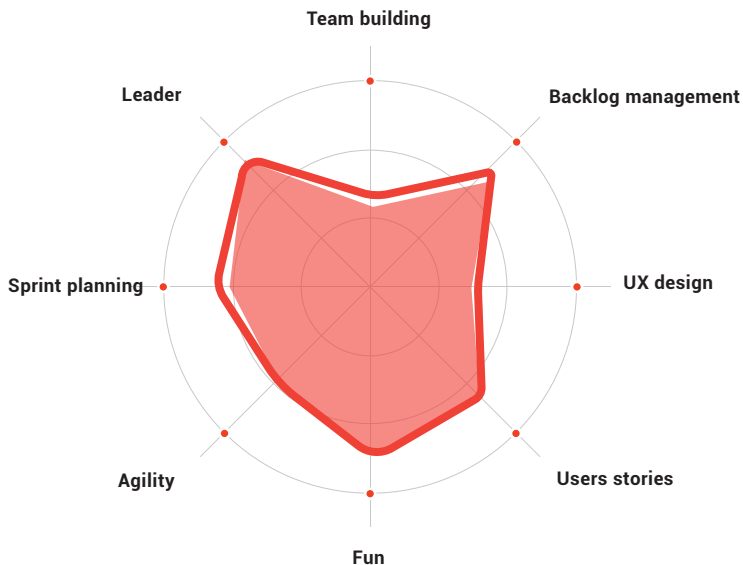 Team building
Leader
Backlog management
Sprint planning
UX design
Agility
Users stories
Fun